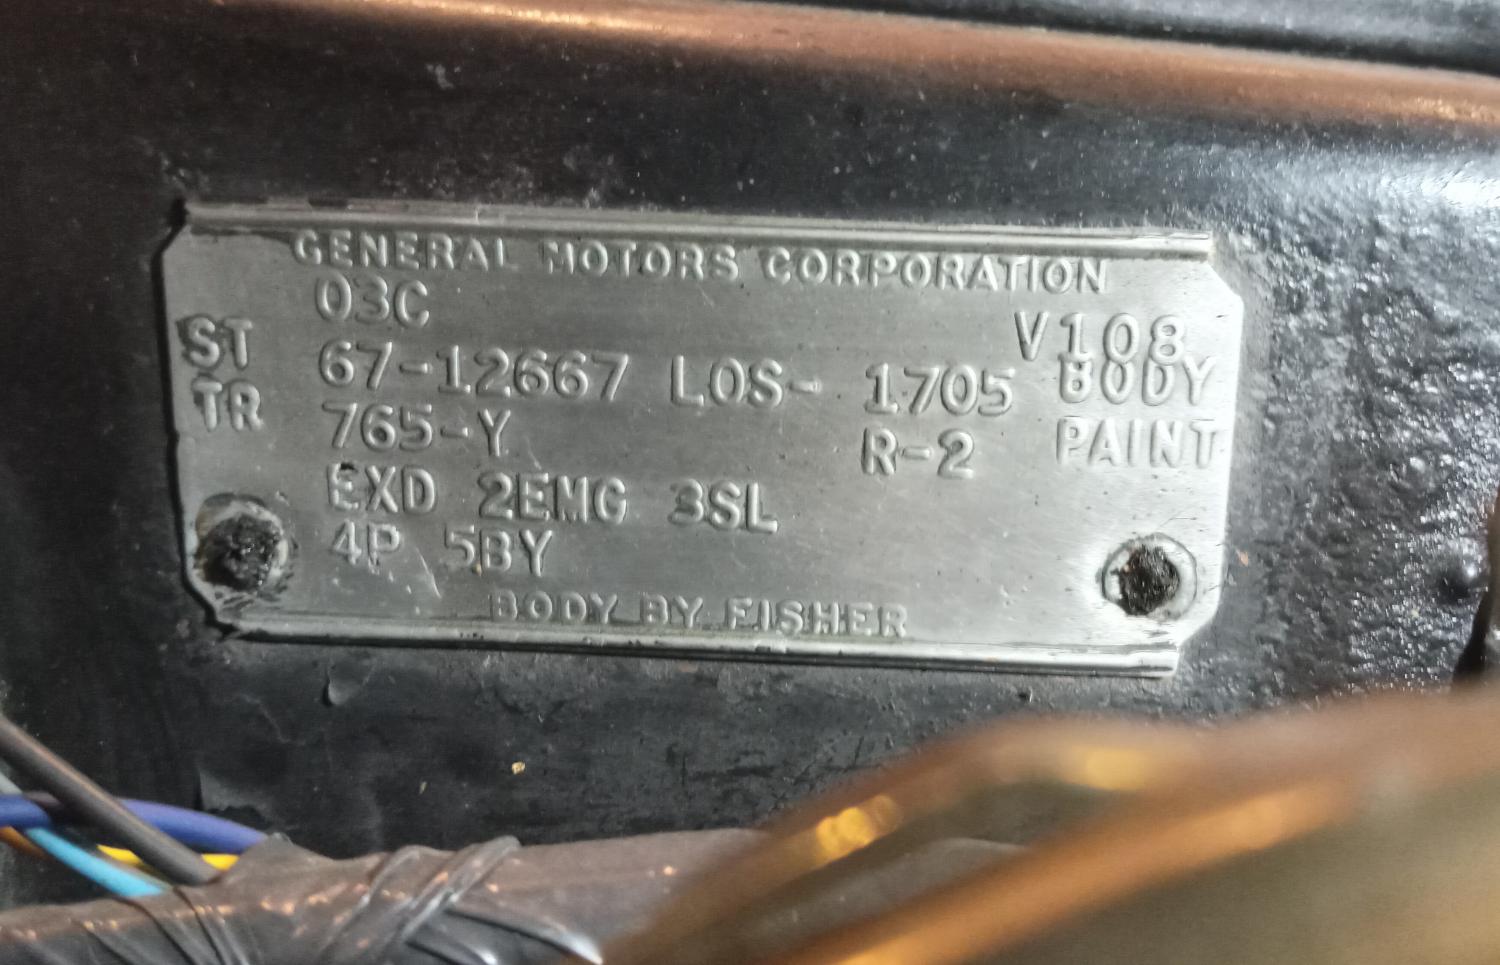 GENERAL MOTORS CORPORATION
03C V108
ST 67-12667 LOS- 1705 BODY
TR 765-Y R-2 PAINT
EXD 2EMG 3SL
4P 5BY
BODY BY FISHER